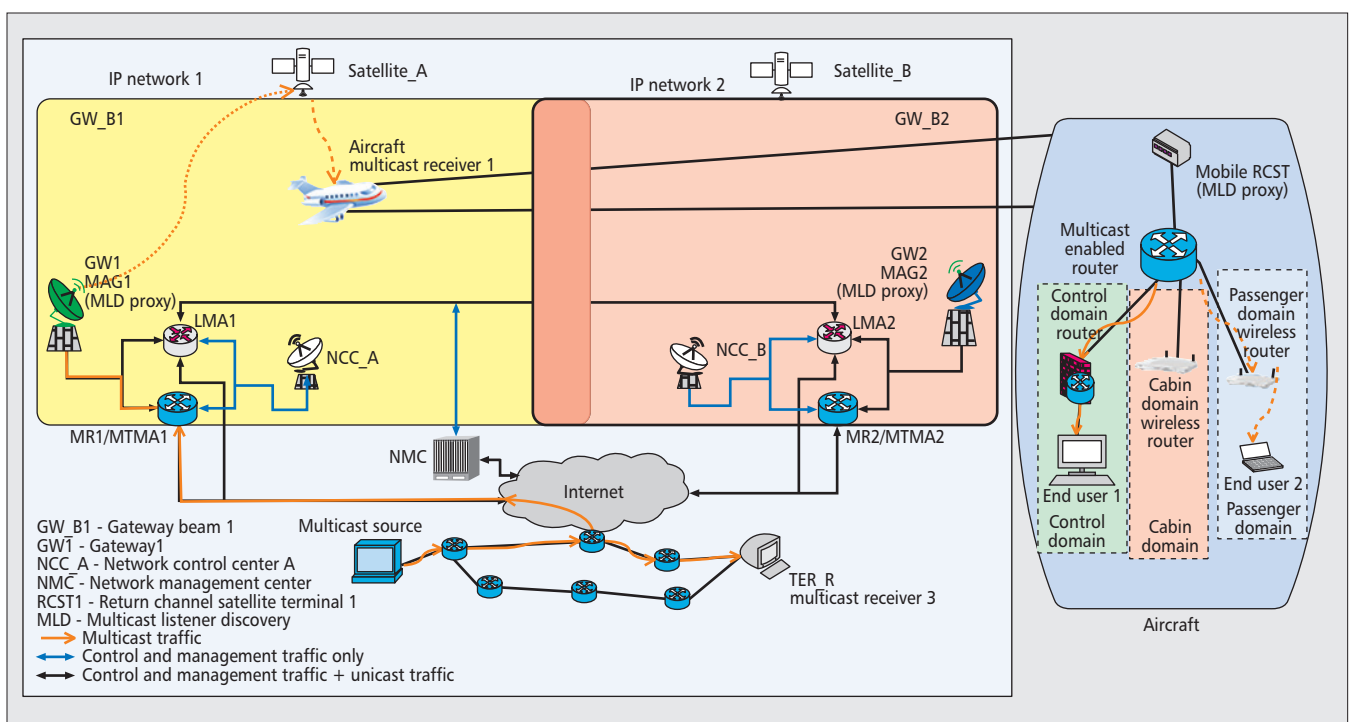 IP network 1
Satellite_A
IP network 2
Satellite_B
GW_B1
GW_B2
Aircraft
multicast receiver 1
GW1
MAG1
(MLD proxy)
GW2
MAG2
(MLD proxy)
LMA1
LMA2
NCC_A
NCC_B
MR1/MTMA1
MR2/MTMA2
NMC
Internet
Multicast source
TER_R
multicast receiver 3
GW_B1 - Gateway beam 1
GW1 - Gateway1
NCC_A - Network control center A
NMC - Network management center
RCST1 - Return channel satellite terminal 1
MLD - Multicast listener discovery
Multicast traffic
Control and management traffic only
Control and management traffic + unicast traffic
Mobile RCST
(MLD proxy)
Multicast
enabled
router
Control
domain
router
Passenger
domain
wireless
router
Cabin
domain
wireless
router
End user 1
End user 2
Control
domain
Cabin
domain
Passenger
domain
Aircraft